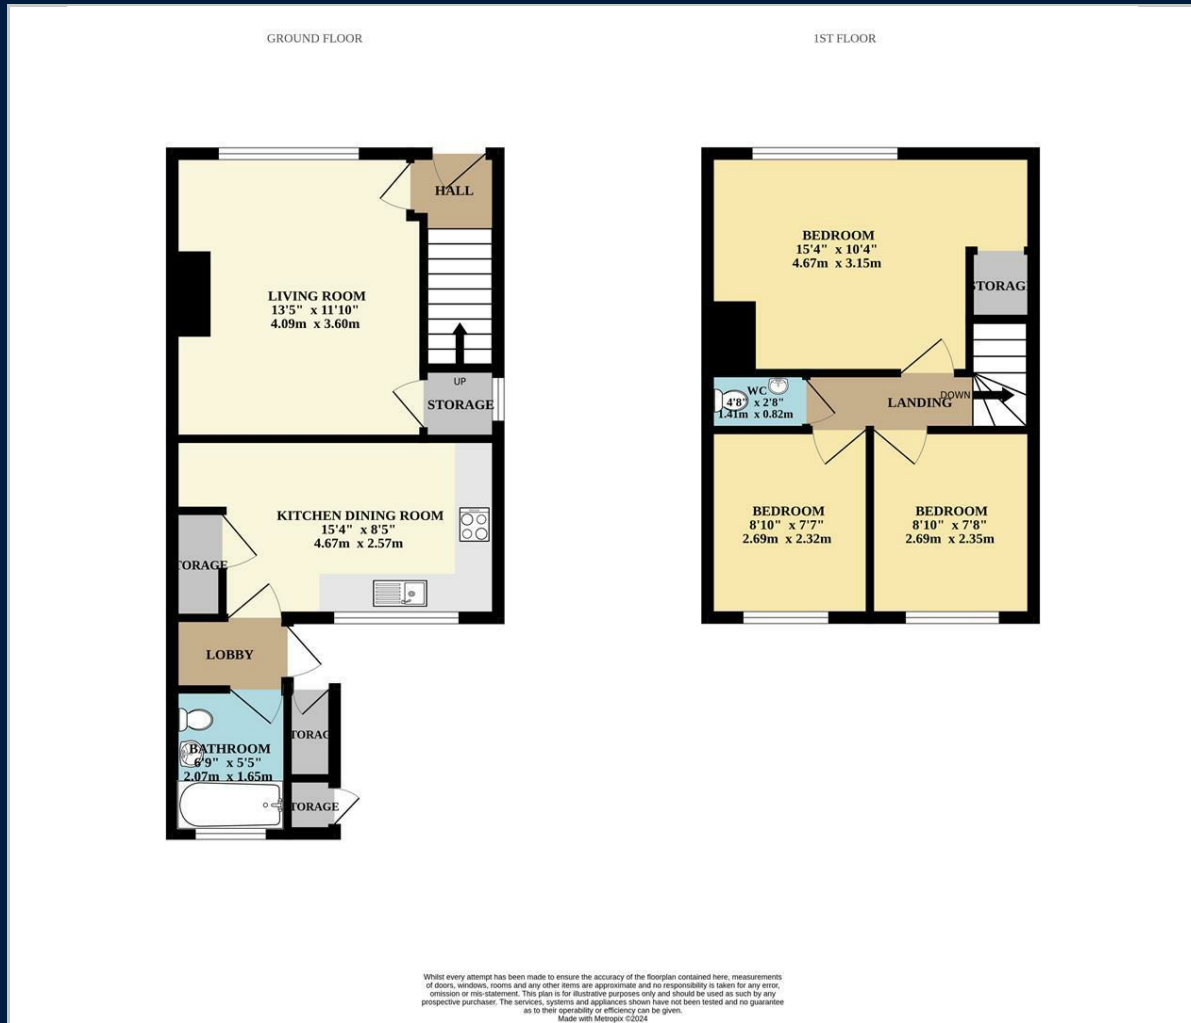 GROUND FLOOR
1ST FLOOR
HALL
LIVING ROOM
13'5" x 11'10"
4.09m x 3.60m
UP
STORAGE
KITCHEN DINING ROOM
15'4" x 8'5"
4.67m x 2.57m
TORAGE
LOBBY
BATHROOM
6'9" x 5'5"
2.07m x 1.65m
TORAG
TORAGE
BEDROOM
15'4" x 10'4"
4.67m x 3.15m
STORAG
WC
4'8" x 2'8"
1.41m x 0.82m
LANDING
DOWN
BEDROOM
8'10" x 7'7"
2.69m x 2.32m
BEDROOM
8'10" x 7'8"
2.69m x 2.35m
Whilst every attempt has been made to ensure the accuracy of the floorplan contained here, measurements
of doors, windows, rooms and any other items are approximate and no responsibility is taken for any error,
omission or mis-statement. This plan is for illustrative purposes only and should be used as such by any
prospective purchaser. The services, systems and appliances shown have not been tested and no guarantee
as to their operability or efficiency can be given.
Made with Metropix ©2024